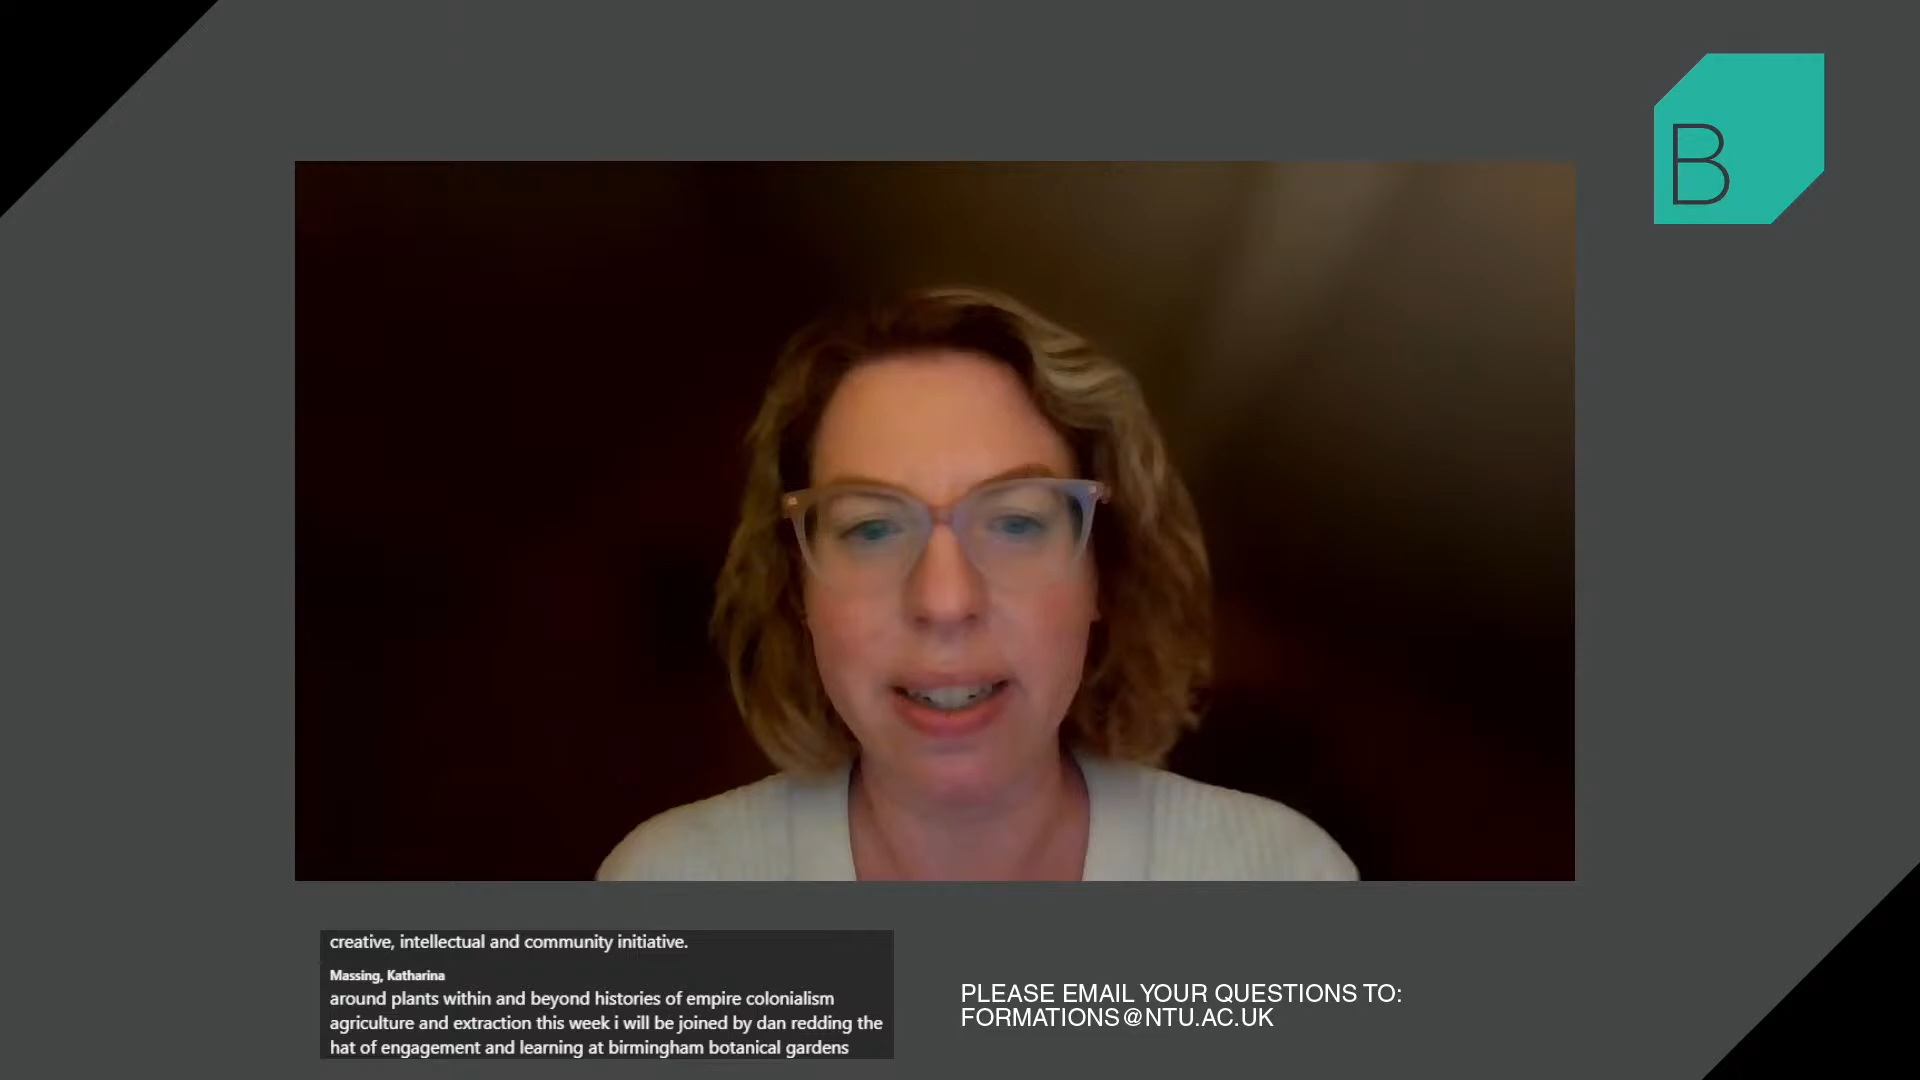 B
creative, intellectual and community initiative.
Massing, Katharina
around plants within and beyond histories of empire colonialism
agriculture and extraction this week i will be joined by dan redding the
hat of engagement and learning at birmingham botanical gardens
PLEASE EMAIL YOUR QUESTIONS TO:
FORMATIONS@NTU.AC.UK